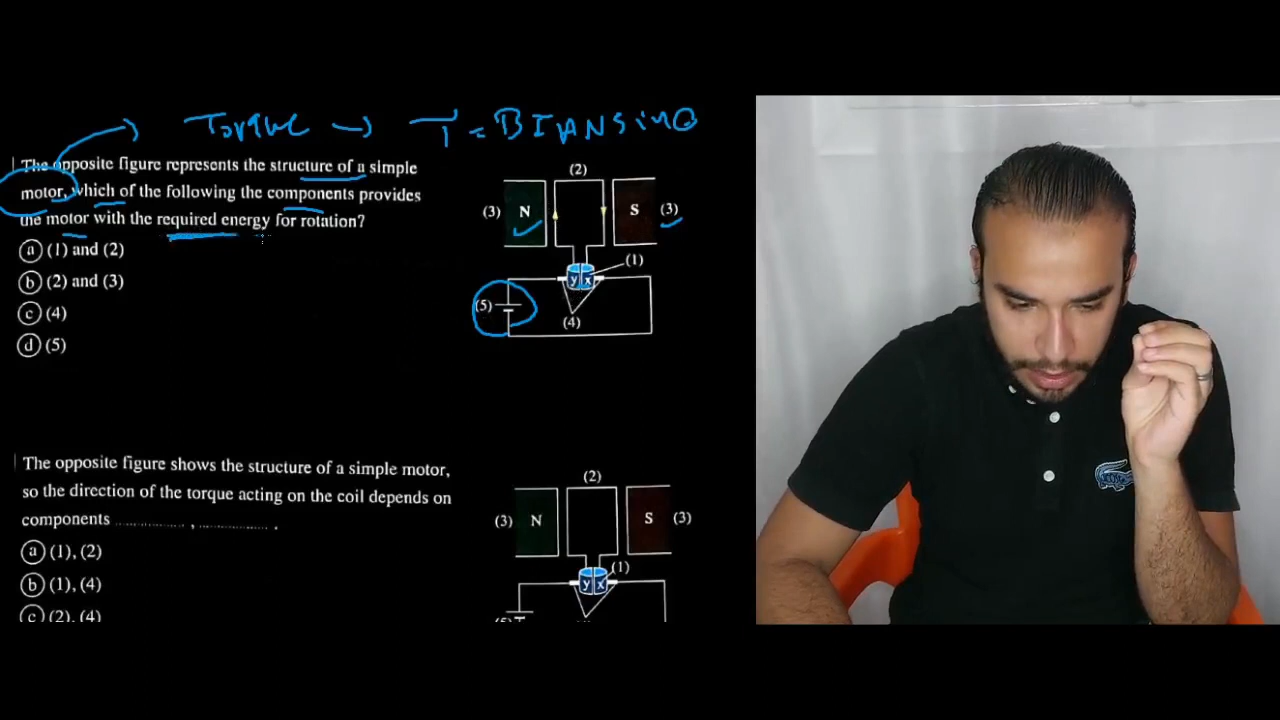 Torque → τ = BIANSinθ
The opposite figure represents the structure of a simple
motor, which of the following the components provides
the motor with the required energy for rotation?
a (1) and (2)
b (2) and (3)
c (4)
d (5)
(2)
(3) N S (3)
(1)
y x
(5)
(4)
The opposite figure shows the structure of a simple motor,
so the direction of the torque acting on the coil depends on
components .................... , .................... .
a (1), (2)
b (1), (4)
c (2), (4)
(2)
(3) N S (3)
(1)
y x